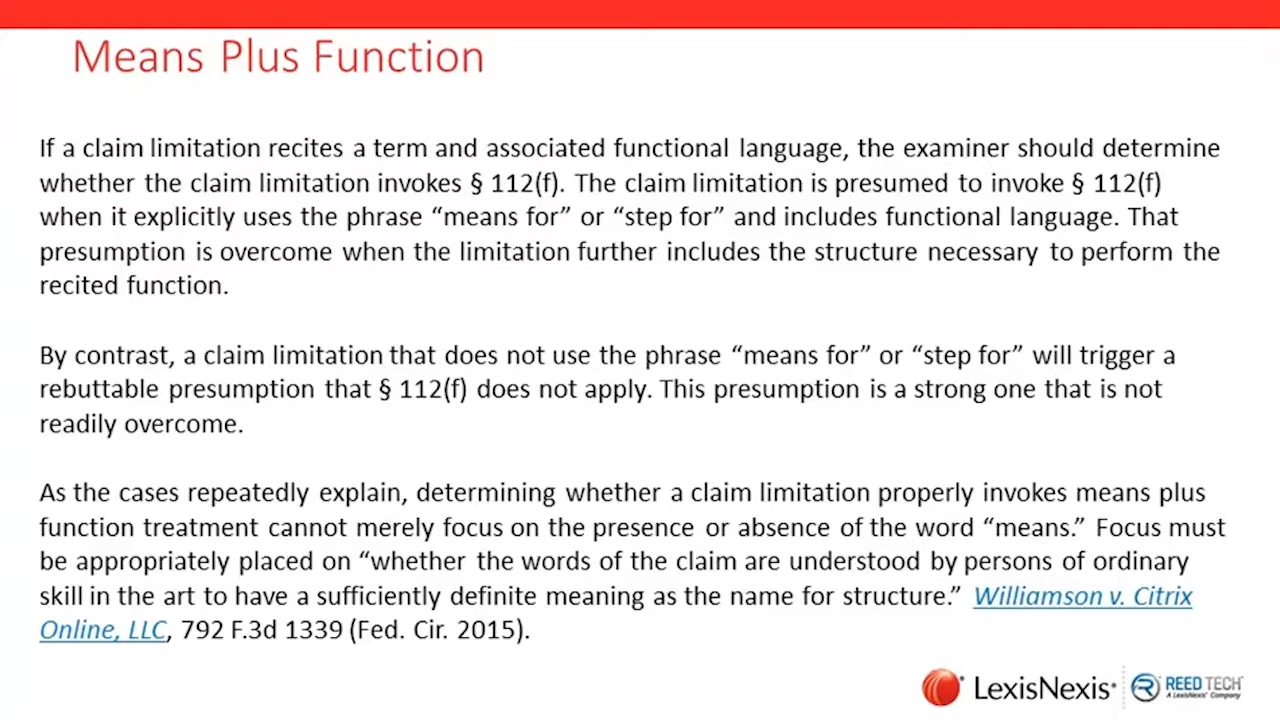 Means Plus Function
If a claim limitation recites a term and associated functional language, the examiner should determine
whether the claim limitation invokes § 112(f). The claim limitation is presumed to invoke § 112(f)
when it explicitly uses the phrase “means for” or “step for” and includes functional language. That
presumption is overcome when the limitation further includes the structure necessary to perform the
recited function.
By contrast, a claim limitation that does not use the phrase “means for” or “step for” will trigger a
rebuttable presumption that § 112(f) does not apply. This presumption is a strong one that is not
readily overcome.
As the cases repeatedly explain, determining whether a claim limitation properly invokes means plus
function treatment cannot merely focus on the presence or absence of the word “means.” Focus must
be appropriately placed on “whether the words of the claim are understood by persons of ordinary
skill in the art to have a sufficiently definite meaning as the name for structure.” Williamson v. Citrix
Online, LLC, 792 F.3d 1339 (Fed. Cir. 2015).
LexisNexis®
REED TECH
A LexisNexis® Company